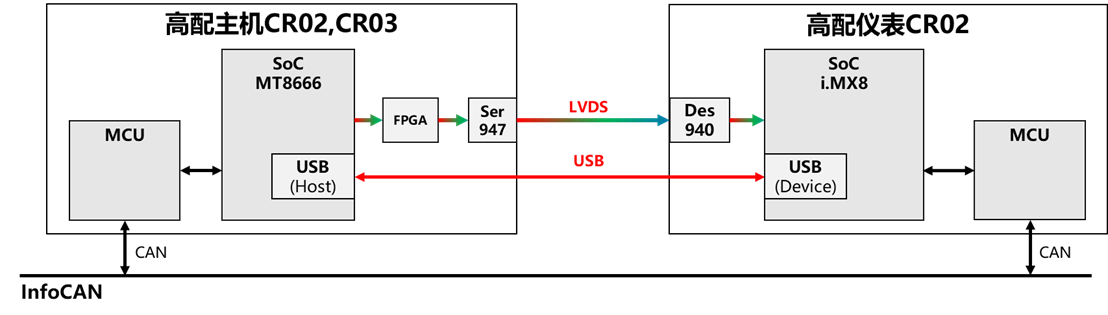 高配主机CR02,CR03
SoC
MT8666
MCU
FPGA
Ser
947
USB
(Host)
CAN
LVDS
USB
高配仪表CR02
Des
940
SoC
i.MX8
USB
(Device)
MCU
CAN
InfoCAN